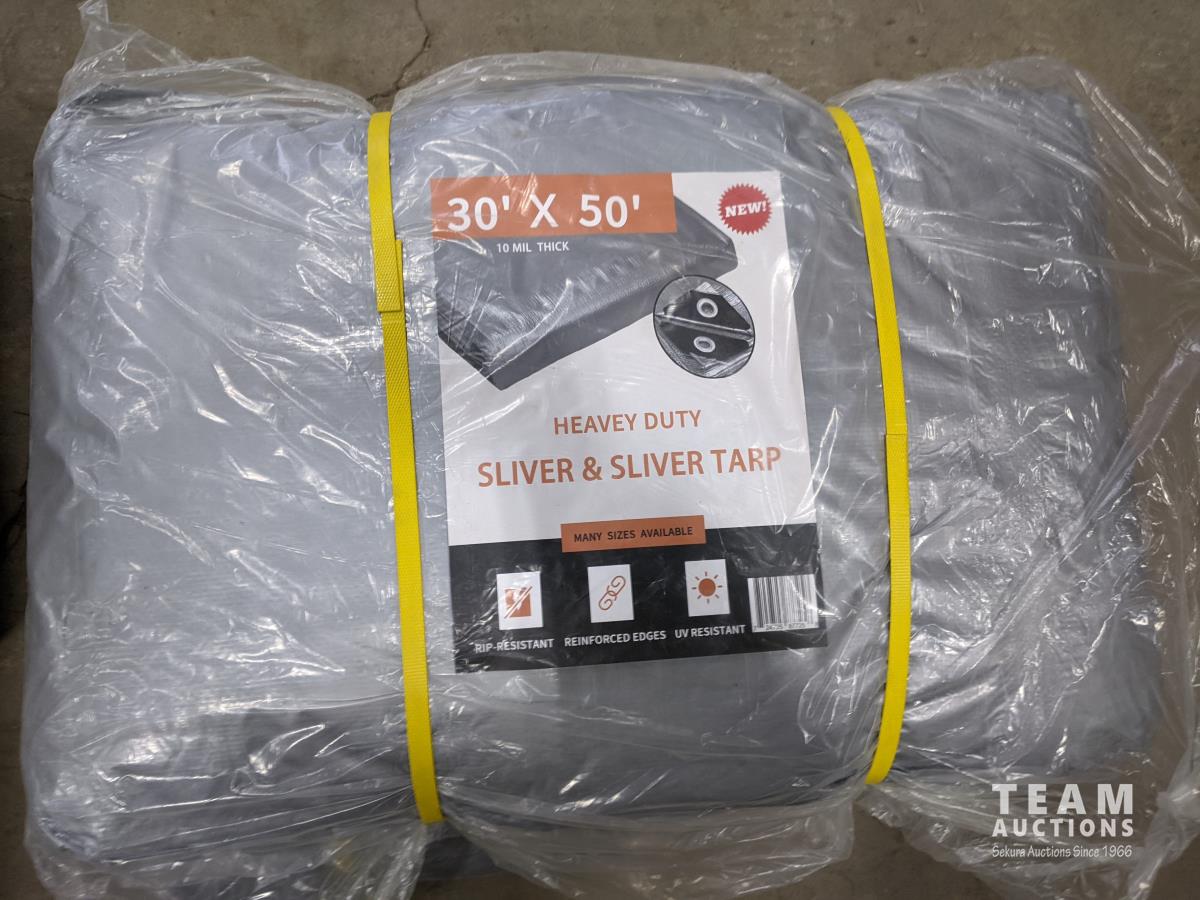 30' X 50'
NEW!
10 MIL THICK
HEAVEY DUTY
SLIVER & SLIVER TARP
MANY SIZES AVAILABLE
RIP-RESISTANT REINFORCED EDGES UV RESISTANT
TEAM
AUCTIONS
Sekura Auctions Since 1966